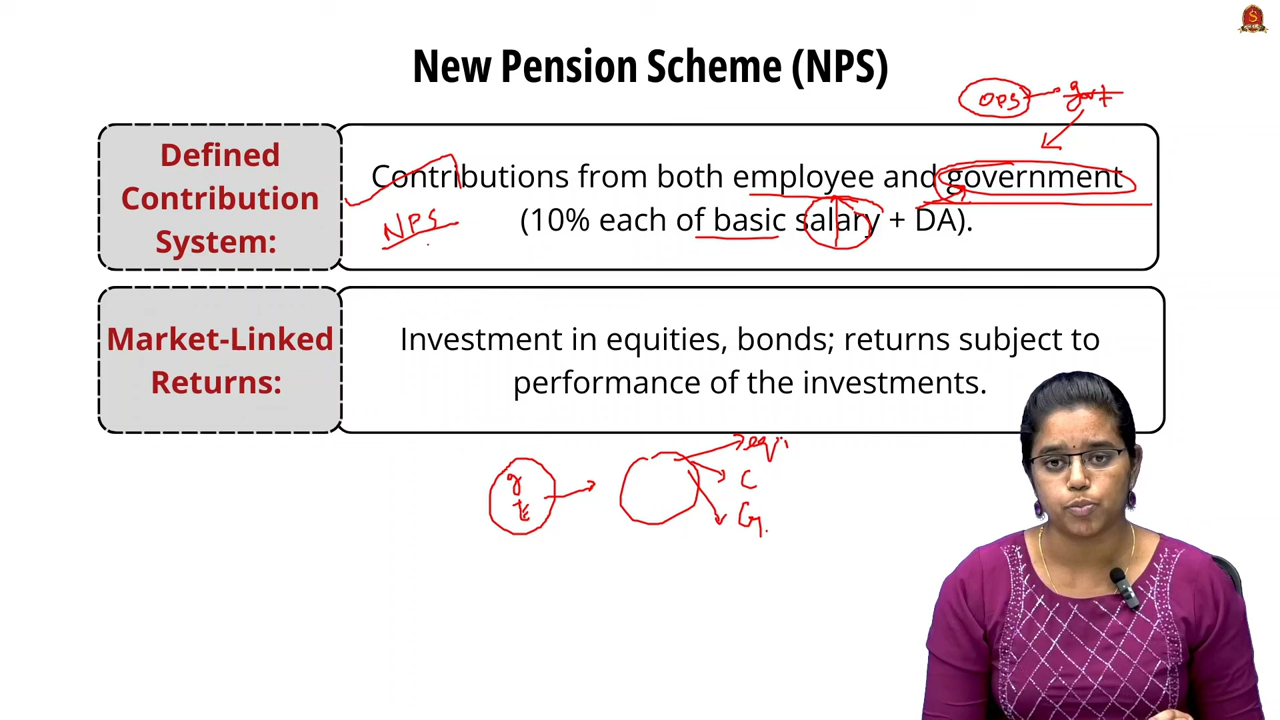 New Pension Scheme (NPS)
OPS govt
Defined
Contribution
System:
Contributions from both employee and government
(10% each of basic salary + DA).
NPS
Market-Linked
Returns:
Investment in equities, bonds; returns subject to
performance of the investments.
equi
g
C
G